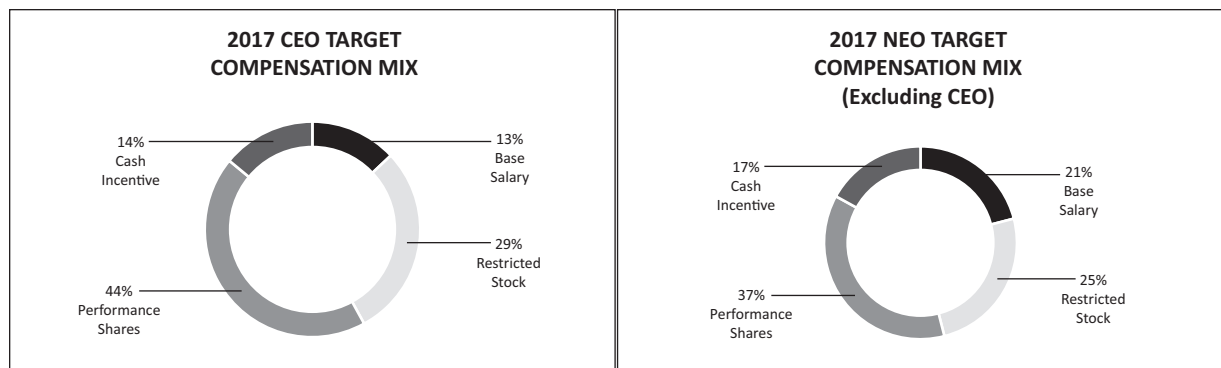 2017 CEO TARGET
COMPENSATION MIX
14%
Cash
Incentive
13%
Base
Salary
29%
Restricted
Stock
44%
Performance
Shares
2017 NEO TARGET
COMPENSATION MIX
(Excluding CEO)
17%
Cash
Incentive
21%
Base
Salary
25%
Restricted
Stock
37%
Performance
Shares